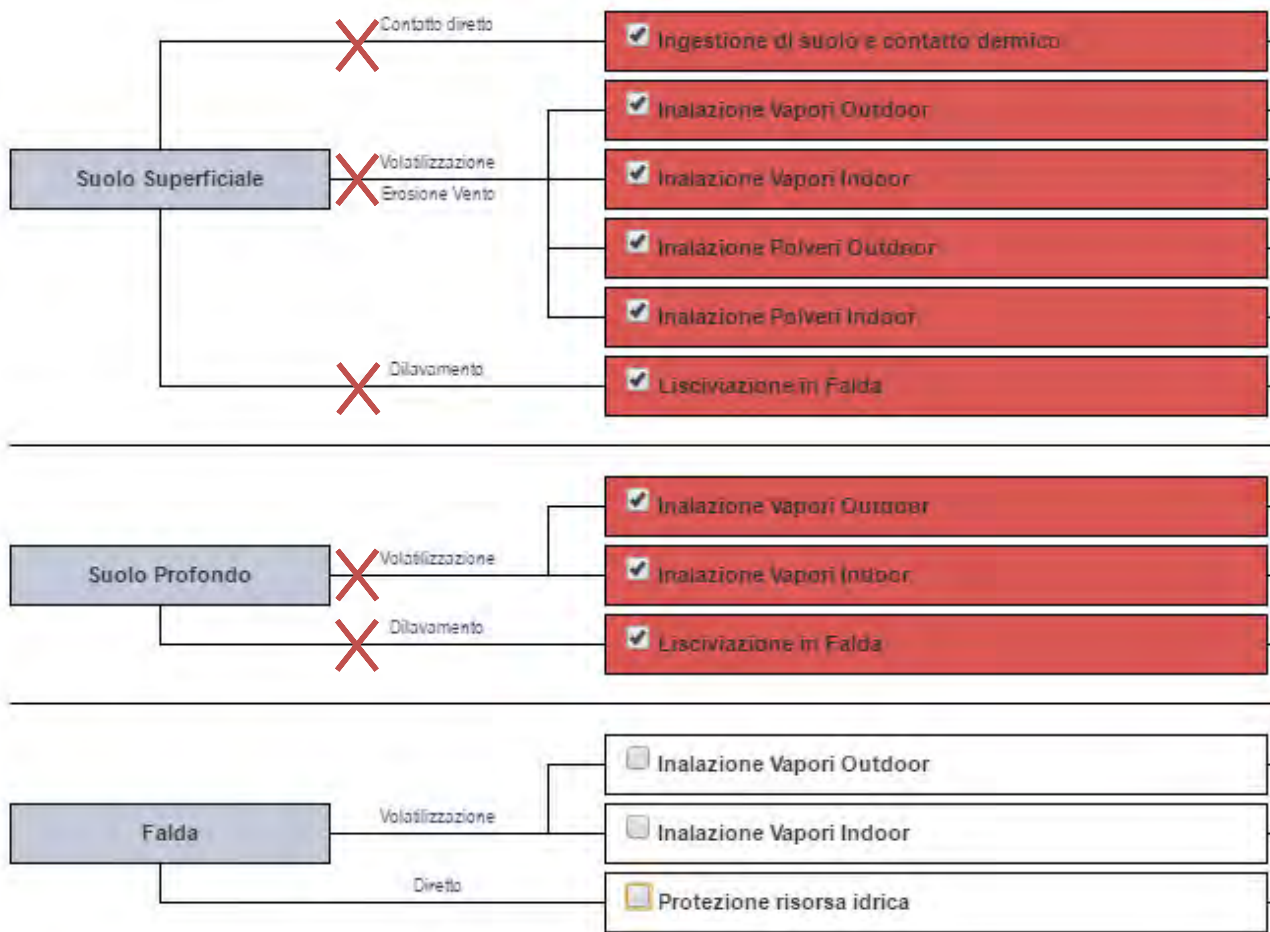 Contatto diretto
Ingestione di suolo e contatto dermico
Inalazione Vapori Outdoor
Suolo Superficiale
Volatilizzazione
Erosione Vento
Inalazione Vapori Indoor
Inalazione Polveri Outdoor
Inalazione Polveri Indoor
Dilavamento
Lisciviazione in Falda
Inalazione Vapori Outdoor
Suolo Profondo
Volatilizzazione
Inalazione Vapori Indoor
Dilavamento
Lisciviazione in Falda
Inalazione Vapori Outdoor
Falda
Volatilizzazione
Inalazione Vapori Indoor
Diretto
Protezione risorsa idrica